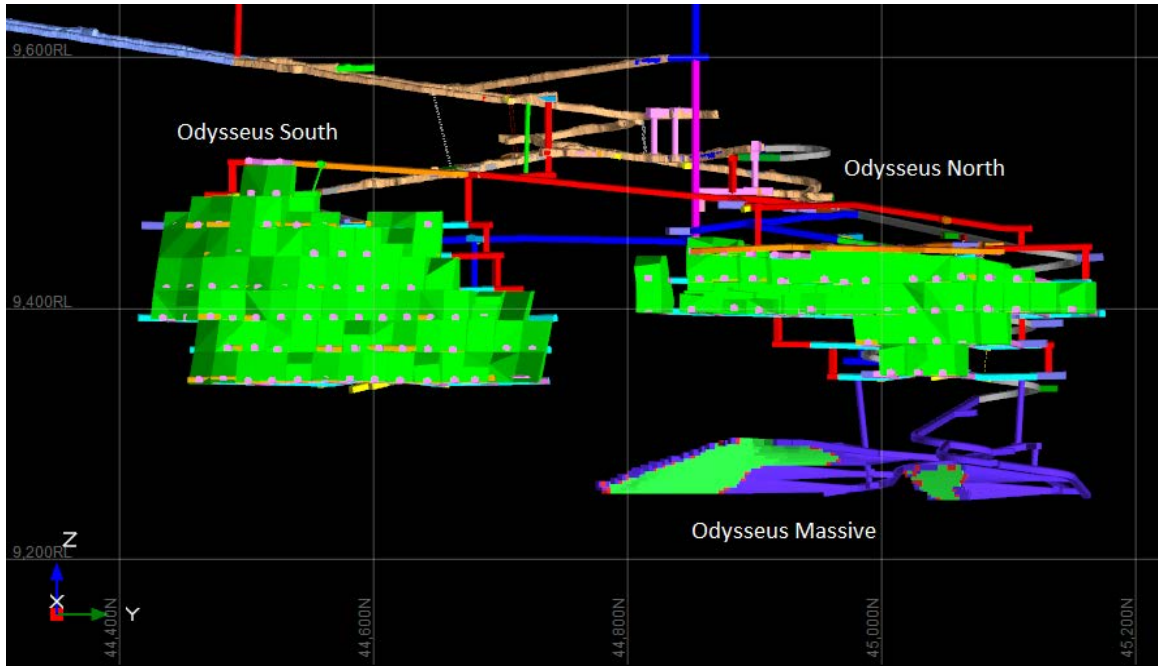 9,600RL
Odysseus South
Odysseus North
9,400RL
Odysseus Massive
9,200RL
Z
X
Y
44,400N
44,600N
44,800N
45,000N
45,200N